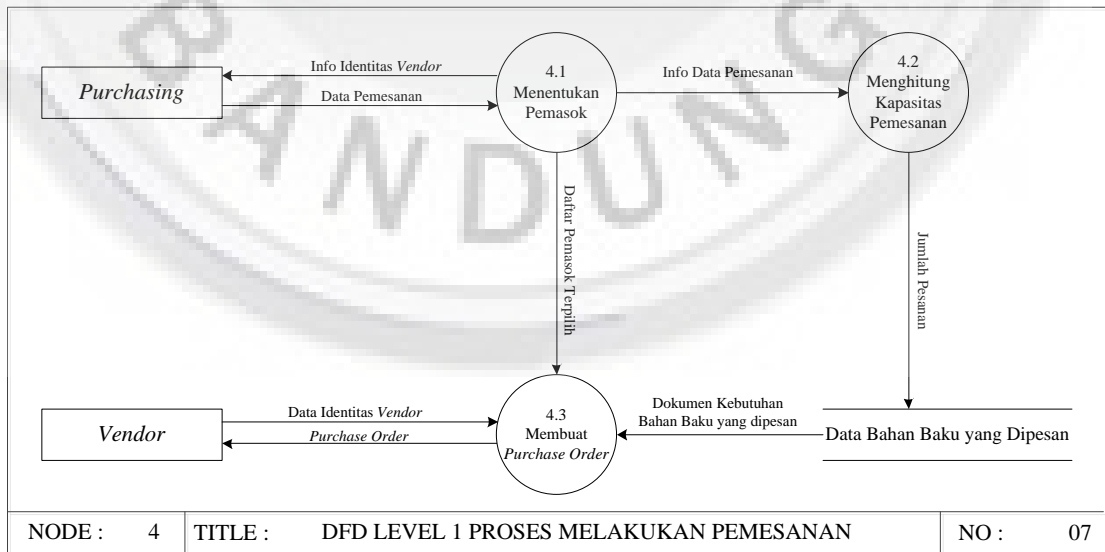 BANDUNG
Purchasing
Info Identitas Vendor
Data Pemesanan
4.1
Menentukan
Pemasok
Info Data Pemesanan
4.2
Menghitung
Kapasitas
Pemesanan
Daftar Pemasok Terpilih
Jumlah Pesanan
Vendor
Data Identitas Vendor
Purchase Order
4.3
Membuat
Purchase Order
Dokumen Kebutuhan
Bahan Baku yang dipesan
Data Bahan Baku yang Dipesan
NODE : 4 TITLE : DFD LEVEL 1 PROSES MELAKUKAN PEMESANAN NO : 07